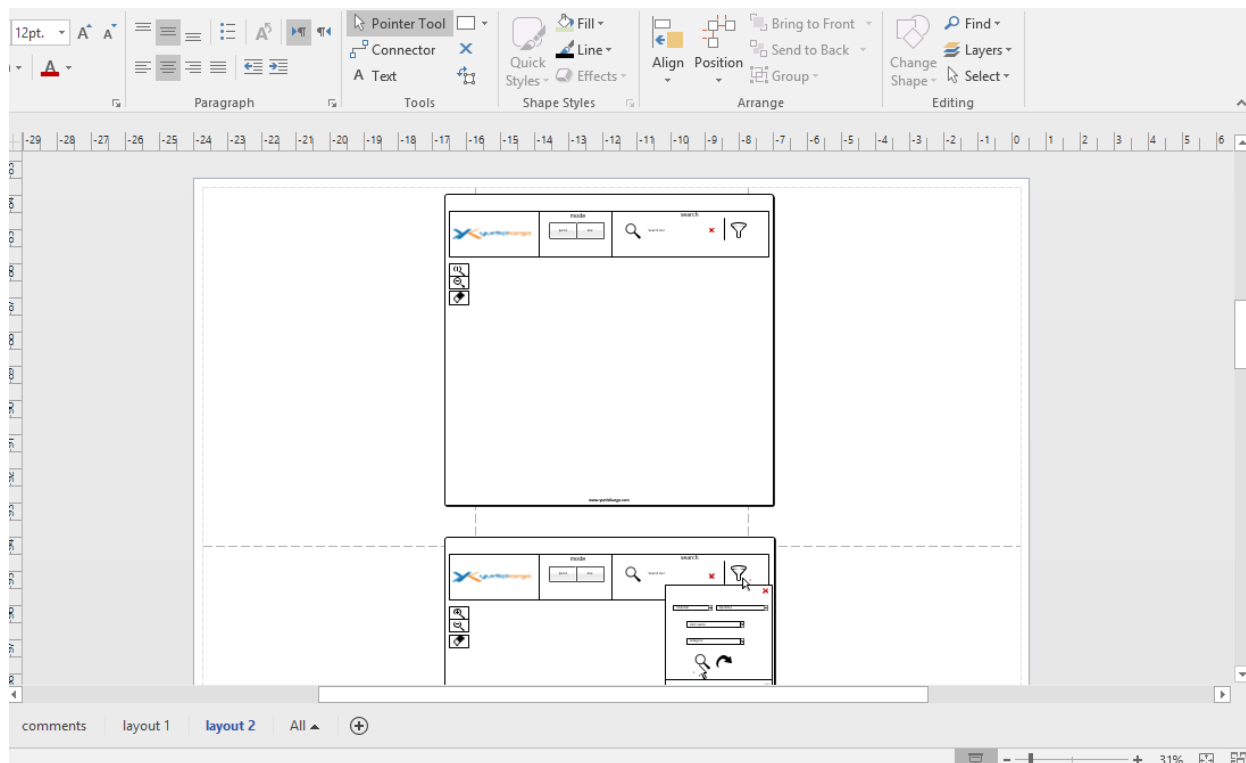 12pt. A A Pointer Tool Fill Bring to Front Find
Connector Line Send to Back Layers
A A Text Quick Styles Effects Align Position Group Change Shape Select
Paragraph Tools Shape Styles Arrange Editing
-29 -28 -27 -26 -25 -24 -23 -22 -21 -20 -19 -18 -17 -16 -15 -14 -13 -12 -11 -10 -9 -8 -7 -6 -5 -4 -3 -2 -1 0 1 2 3 4 5 6
mode search
www.yurticikargo.com
mode search
comments layout 1 layout 2 All
31%